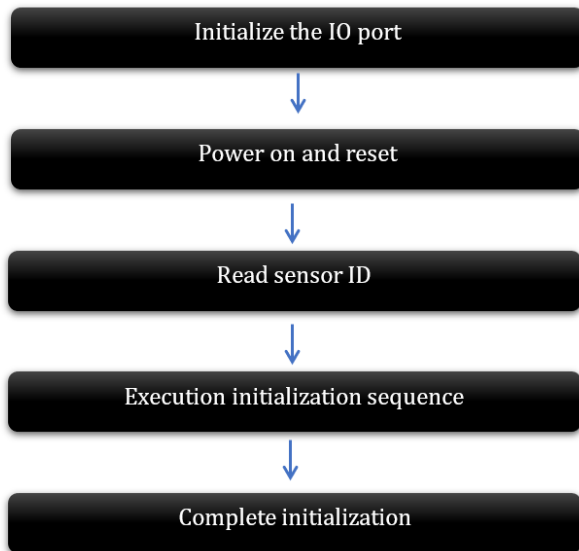 Initialize the IO port
Power on and reset
Read sensor ID
Execution initialization sequence
Complete initialization